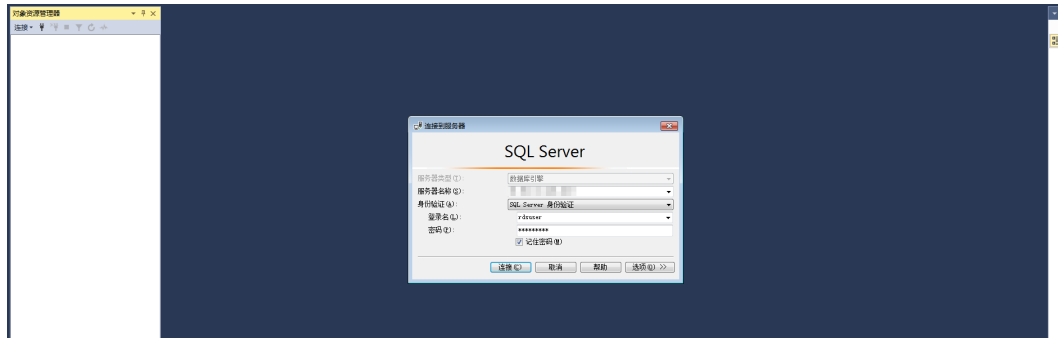 对象资源管理器
连接
连接到服务器
SQL Server
服务器类型(T):
数据库引擎
服务器名称(S):
身份验证(A):
SQL Server 身份验证
登录名(L):
rdsuser
密码(P):
*********
记住密码(M)
连接(C)
取消
帮助
选项(O) >>